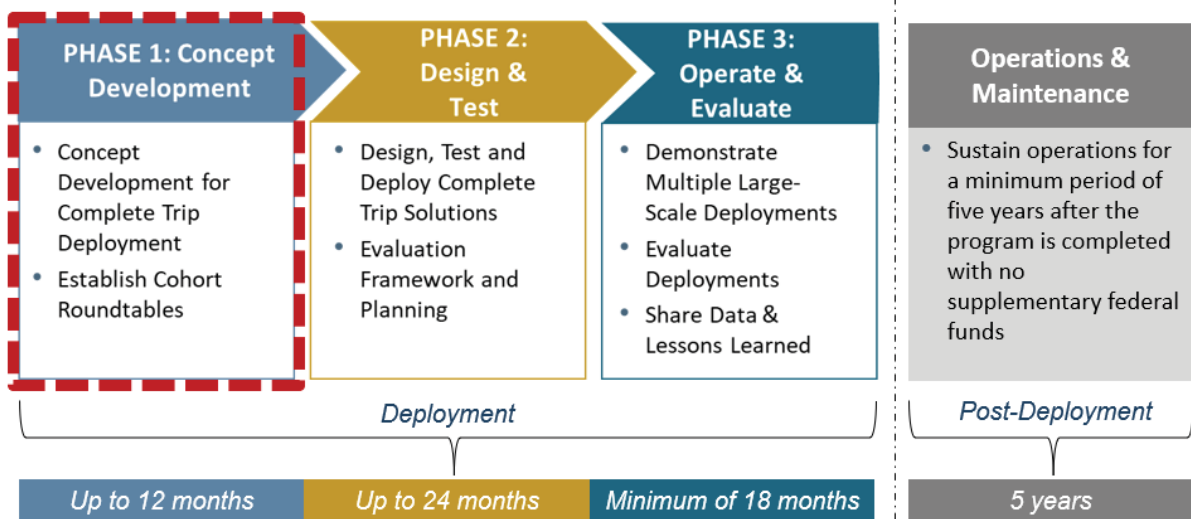 PHASE 1: Concept
Development
• Concept
Development for
Complete Trip
Deployment
• Establish Cohort
Roundtables
PHASE 2:
Design &
Test
• Design, Test and
Deploy Complete
Trip Solutions
• Evaluation
Framework and
Planning
PHASE 3:
Operate &
Evaluate
• Demonstrate
Multiple Large-
Scale Deployments
• Evaluate
Deployments
• Share Data &
Lessons Learned
Operations &
Maintenance
• Sustain operations for
a minimum period of
five years after the
program is completed
with no
supplementary federal
funds
Deployment
Post-Deployment
Up to 12 months
Up to 24 months
Minimum of 18 months
5 years